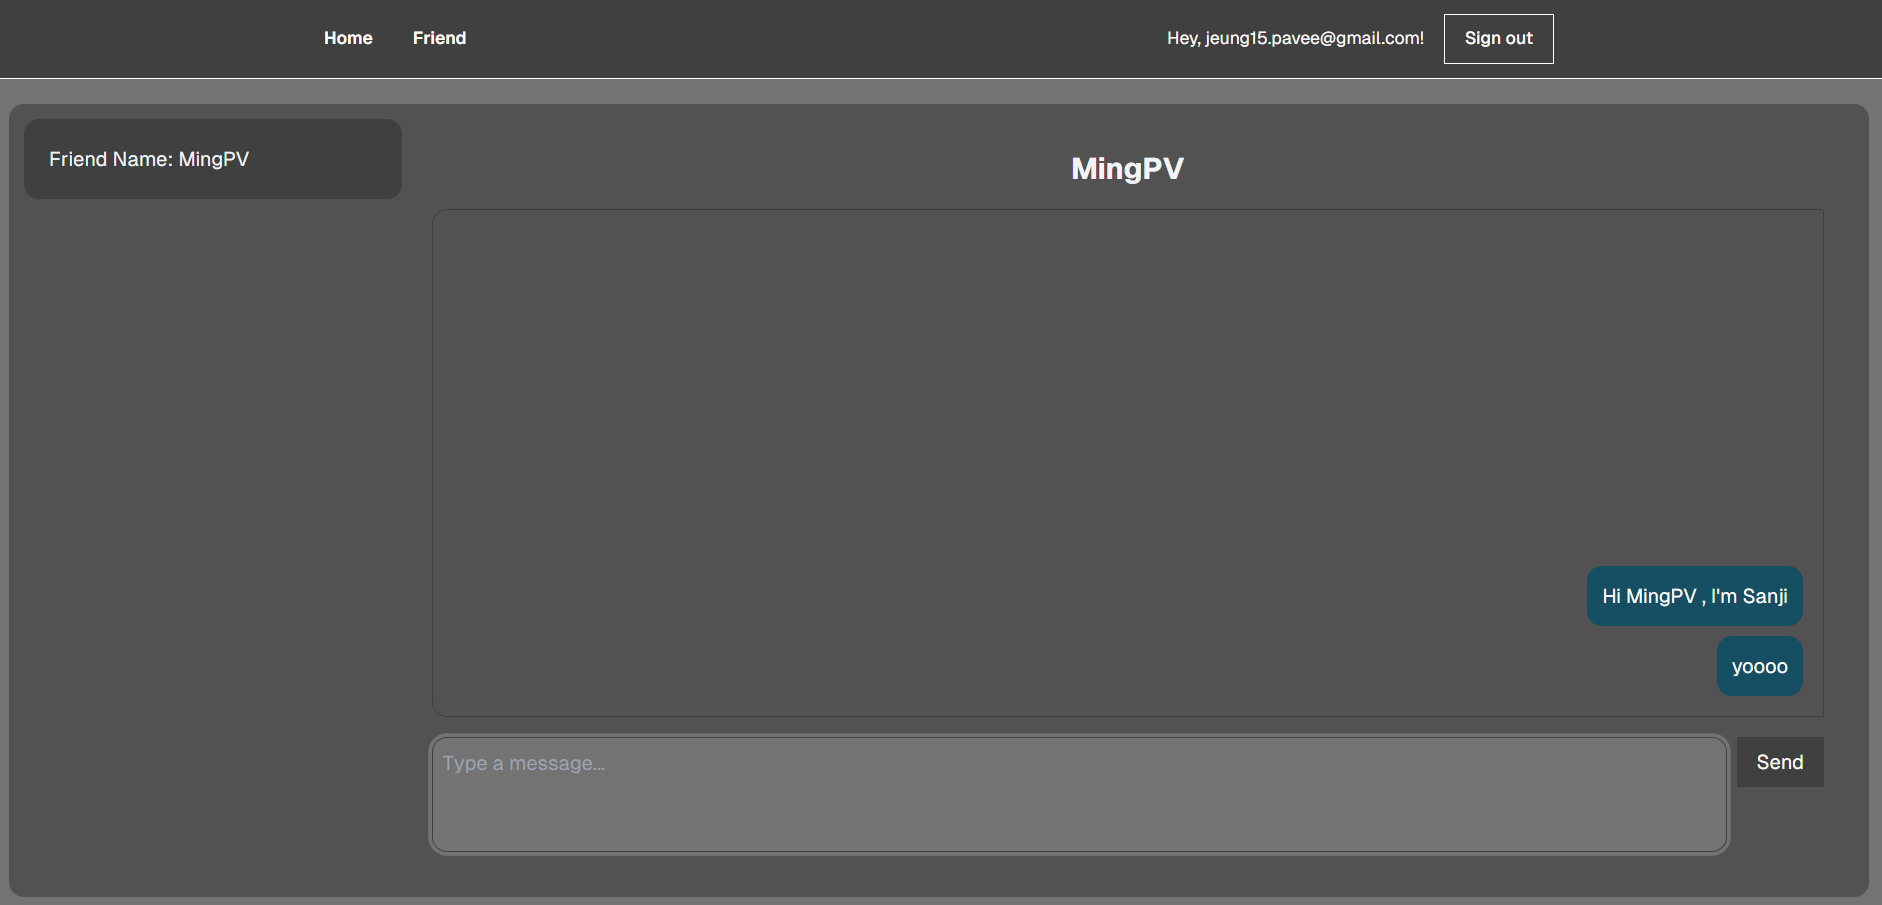 Home Friend Hey, jeung15.pavee@gmail.com! Sign out
Friend Name: MingPV
MingPV
Hi MingPV , I'm Sanji
yoooo
Type a message...
Send